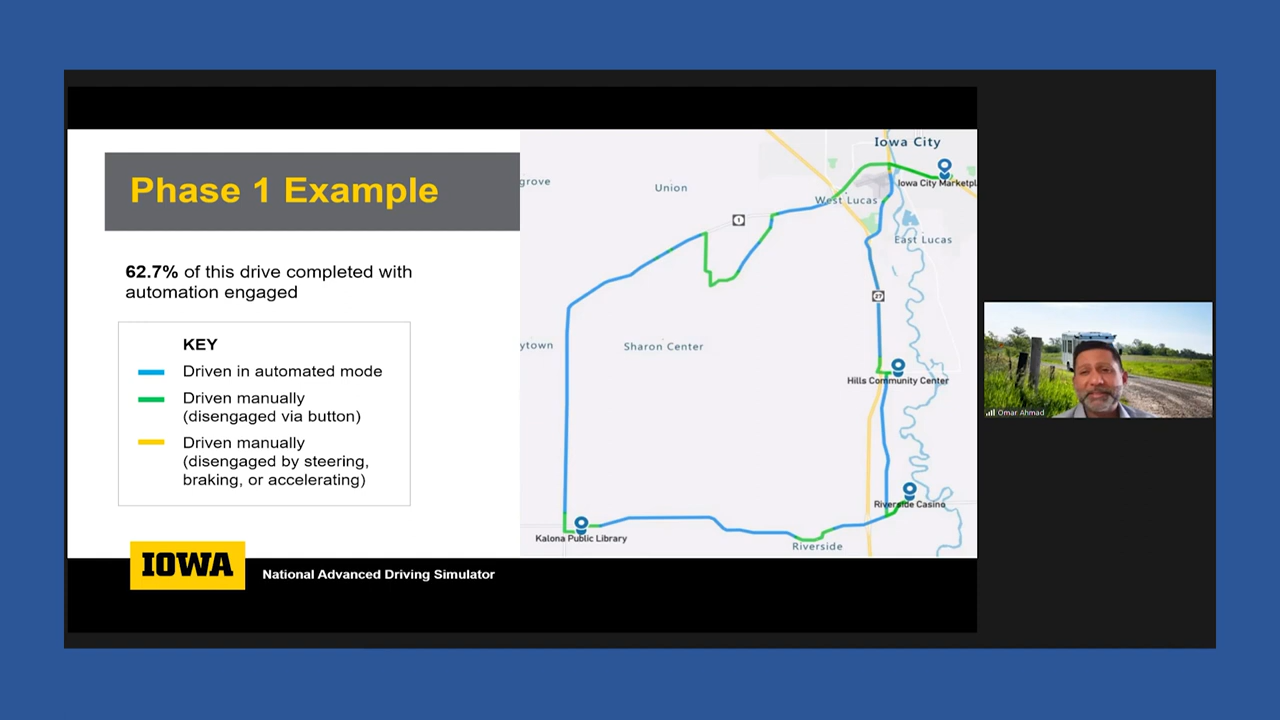 Phase 1 Example
62.7% of this drive completed with
automation engaged
KEY
Driven in automated mode
Driven manually
(disengaged via button)
Driven manually
(disengaged by steering,
braking, or accelerating)
IOWA
National Advanced Driving Simulator
Iowa City
Iowa City Marketpl
grove
Union
West Lucas
1
East Lucas
27
ytown
Sharon Center
Hills Community Center
Riverside Casino
Kalona Public Library
Riverside
Omar Ahmad